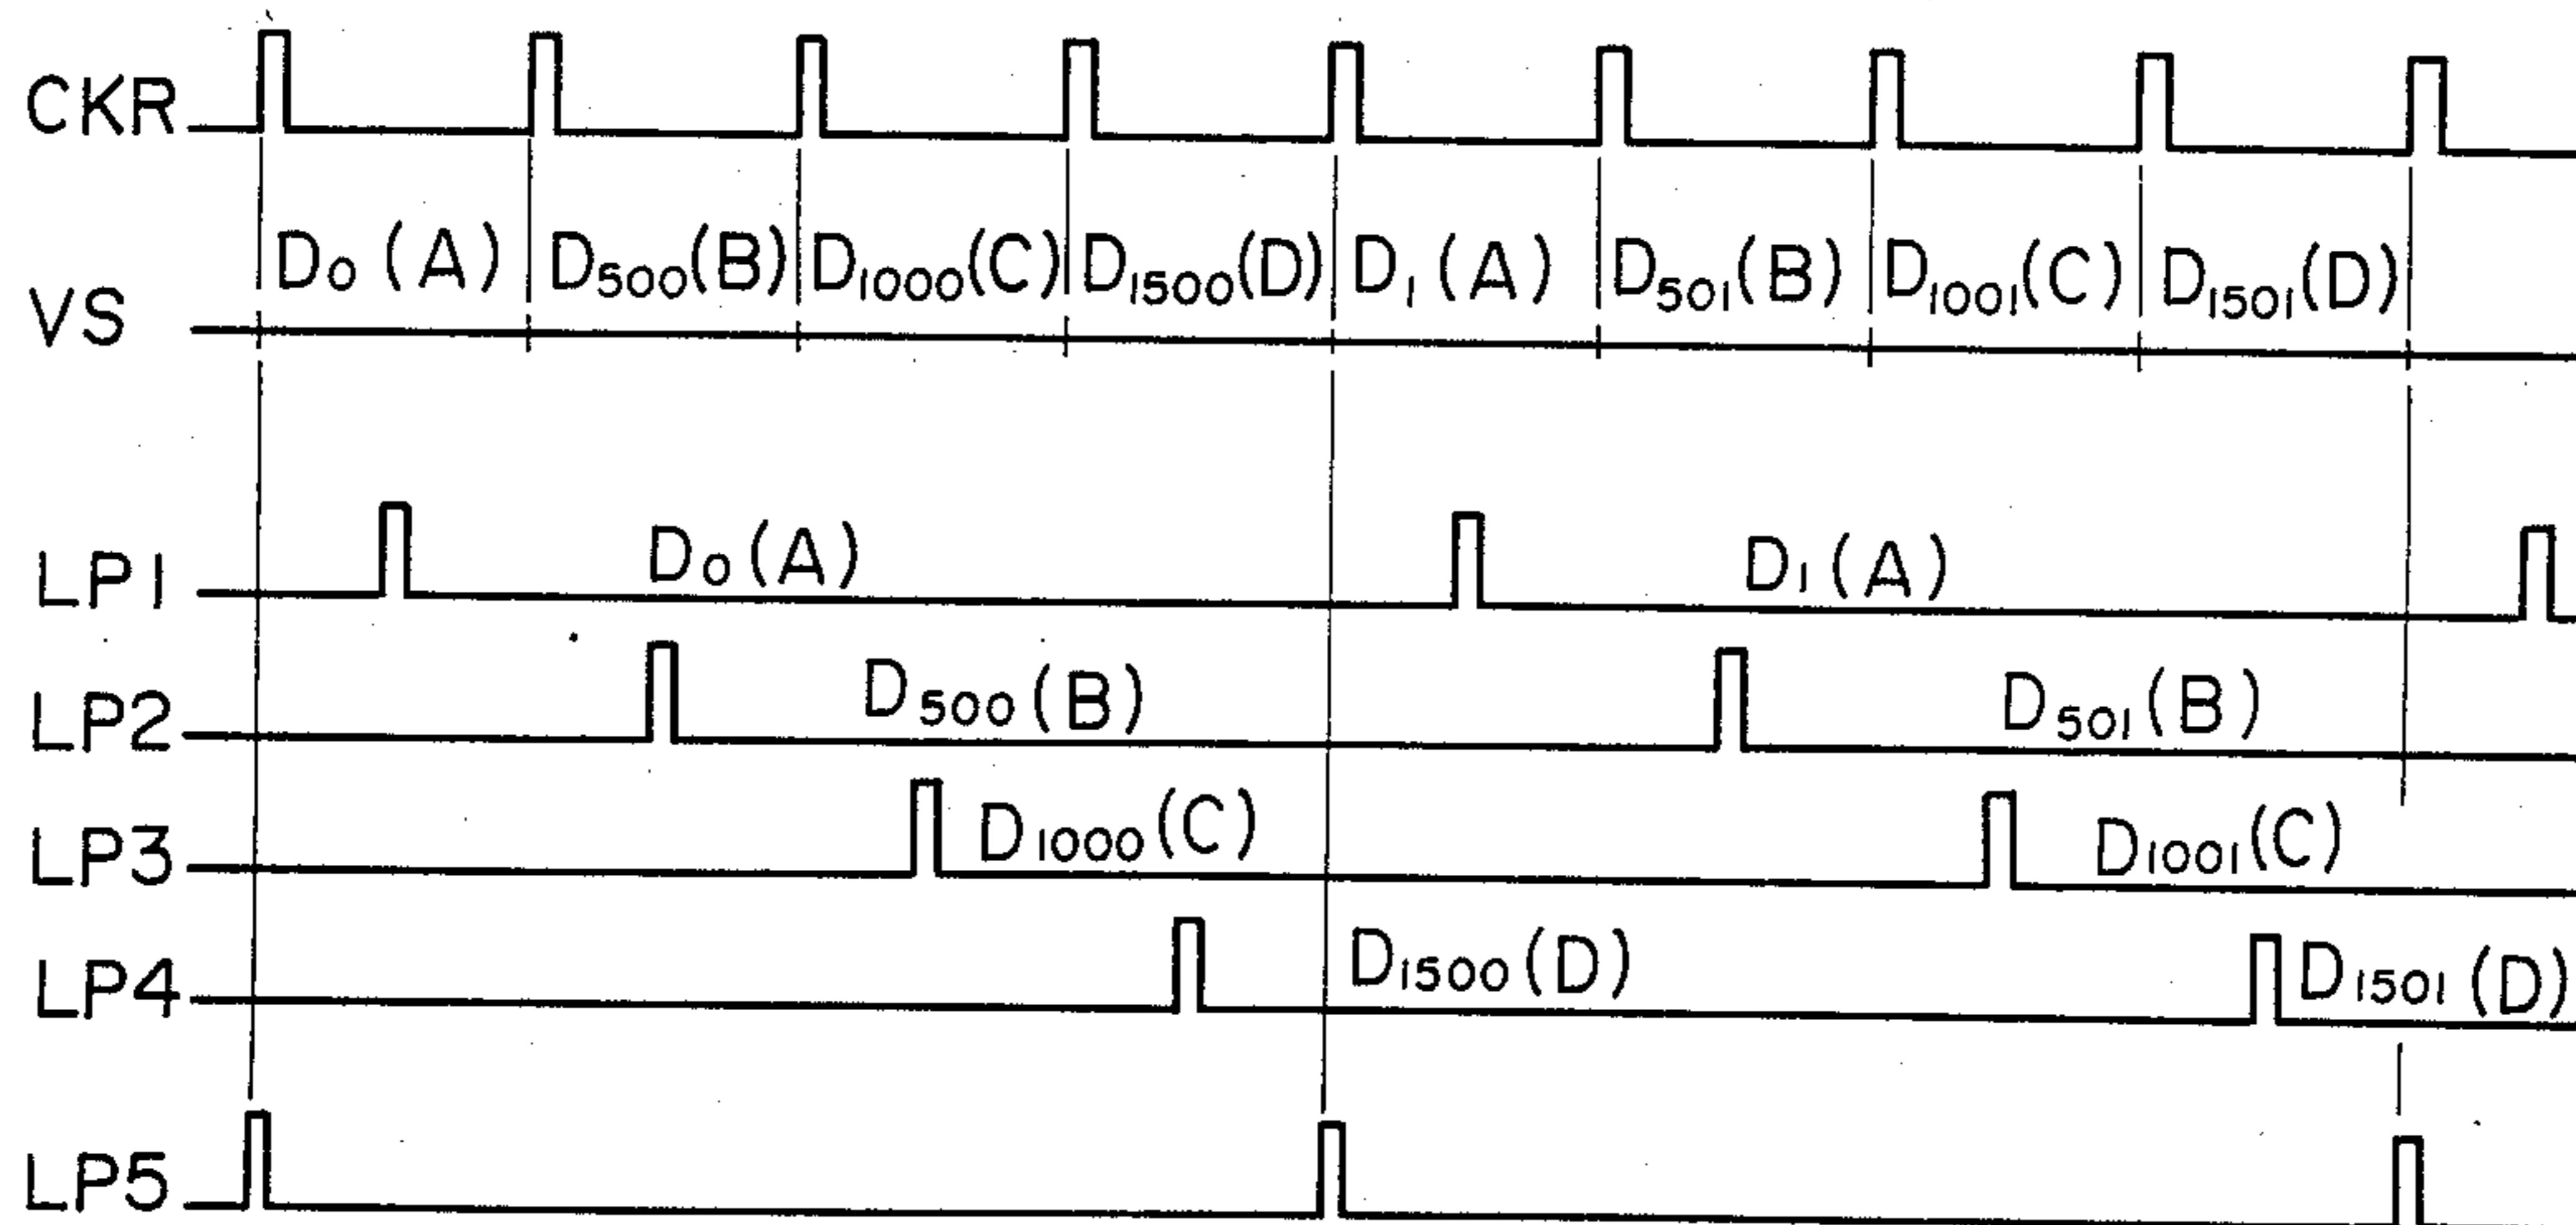 CKR
VS D₀(A) D₅₀₀(B) D₁₀₀₀(C) D₁₅₀₀(D) D₁(A) D₅₀₁(B) D₁₀₀₁(C) D₁₅₀₁(D)
LP1 D₀(A) D₁(A)
LP2 D₅₀₀(B) D₅₀₁(B)
LP3 D₁₀₀₀(C) D₁₀₀₁(C)
LP4 D₁₅₀₀(D) D₁₅₀₁(D)
LP5